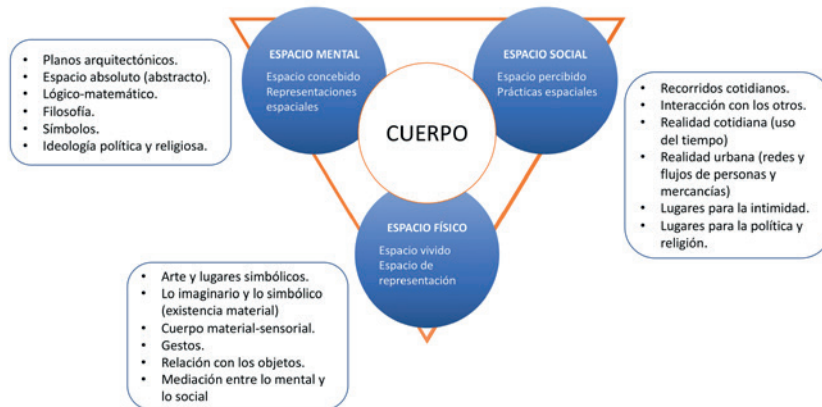 • Planos arquitectónicos.
• Espacio absoluto (abstracto).
• Lógico-matemático.
• Filosofía.
• Símbolos.
• Ideología política y religiosa.
ESPACIO MENTAL
Espacio concebido
Representaciones
espaciales
ESPACIO SOCIAL
Espacio percibido
Prácticas espaciales
CUERPO
• Recorridos cotidianos.
• Interacción con los otros.
• Realidad cotidiana (uso
del tiempo)
• Realidad urbana (redes y
flujos de personas y
mercancías)
• Lugares para la intimidad.
• Lugares para la política y
religión.
ESPACIO FÍSICO
Espacio vivido
Espacio de
representación
• Arte y lugares simbólicos.
• Lo imaginario y lo simbólico
(existencia material)
• Cuerpo material-sensorial.
• Gestos.
• Relación con los objetos.
• Mediación entre lo mental y
lo social